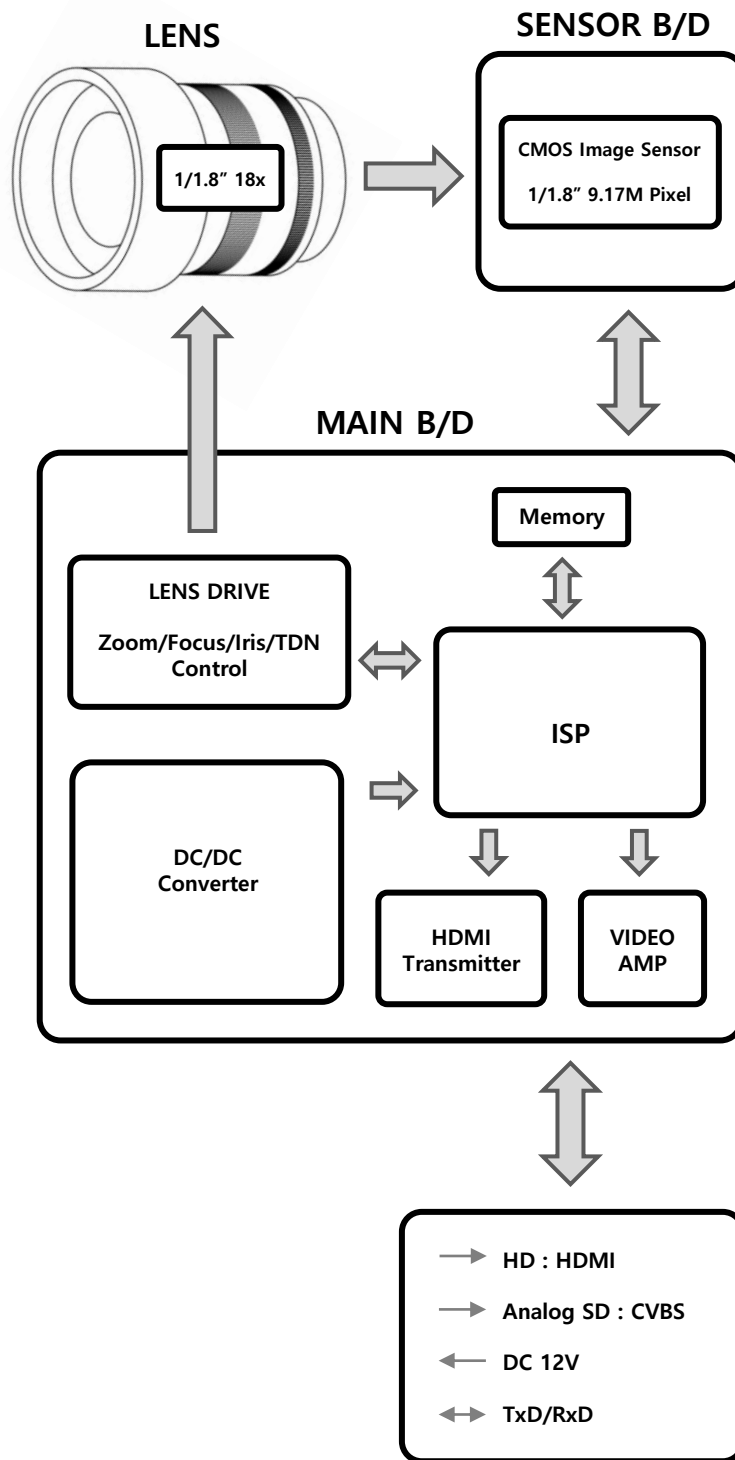 LENS
SENSOR B/D
1/1.8” 18x
CMOS Image Sensor
1/1.8” 9.17M Pixel
MAIN B/D
Memory
LENS DRIVE
Zoom/Focus/Iris/TDN
Control
ISP
DC/DC
Converter
HDMI
Transmitter
VIDEO
AMP
HD : HDMI
Analog SD : CVBS
DC 12V
TxD/RxD